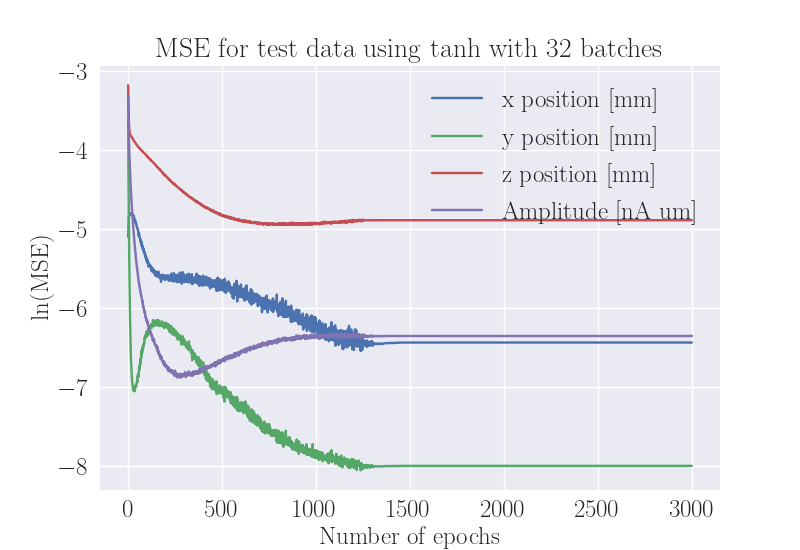 MSE for test data using tanh with 32 batches
−3
−4
−5
−6
−7
−8
ln(MSE)
x position [mm]
y position [mm]
z position [mm]
Amplitude [nA um]
0 500 1000 1500 2000 2500 3000
Number of epochs